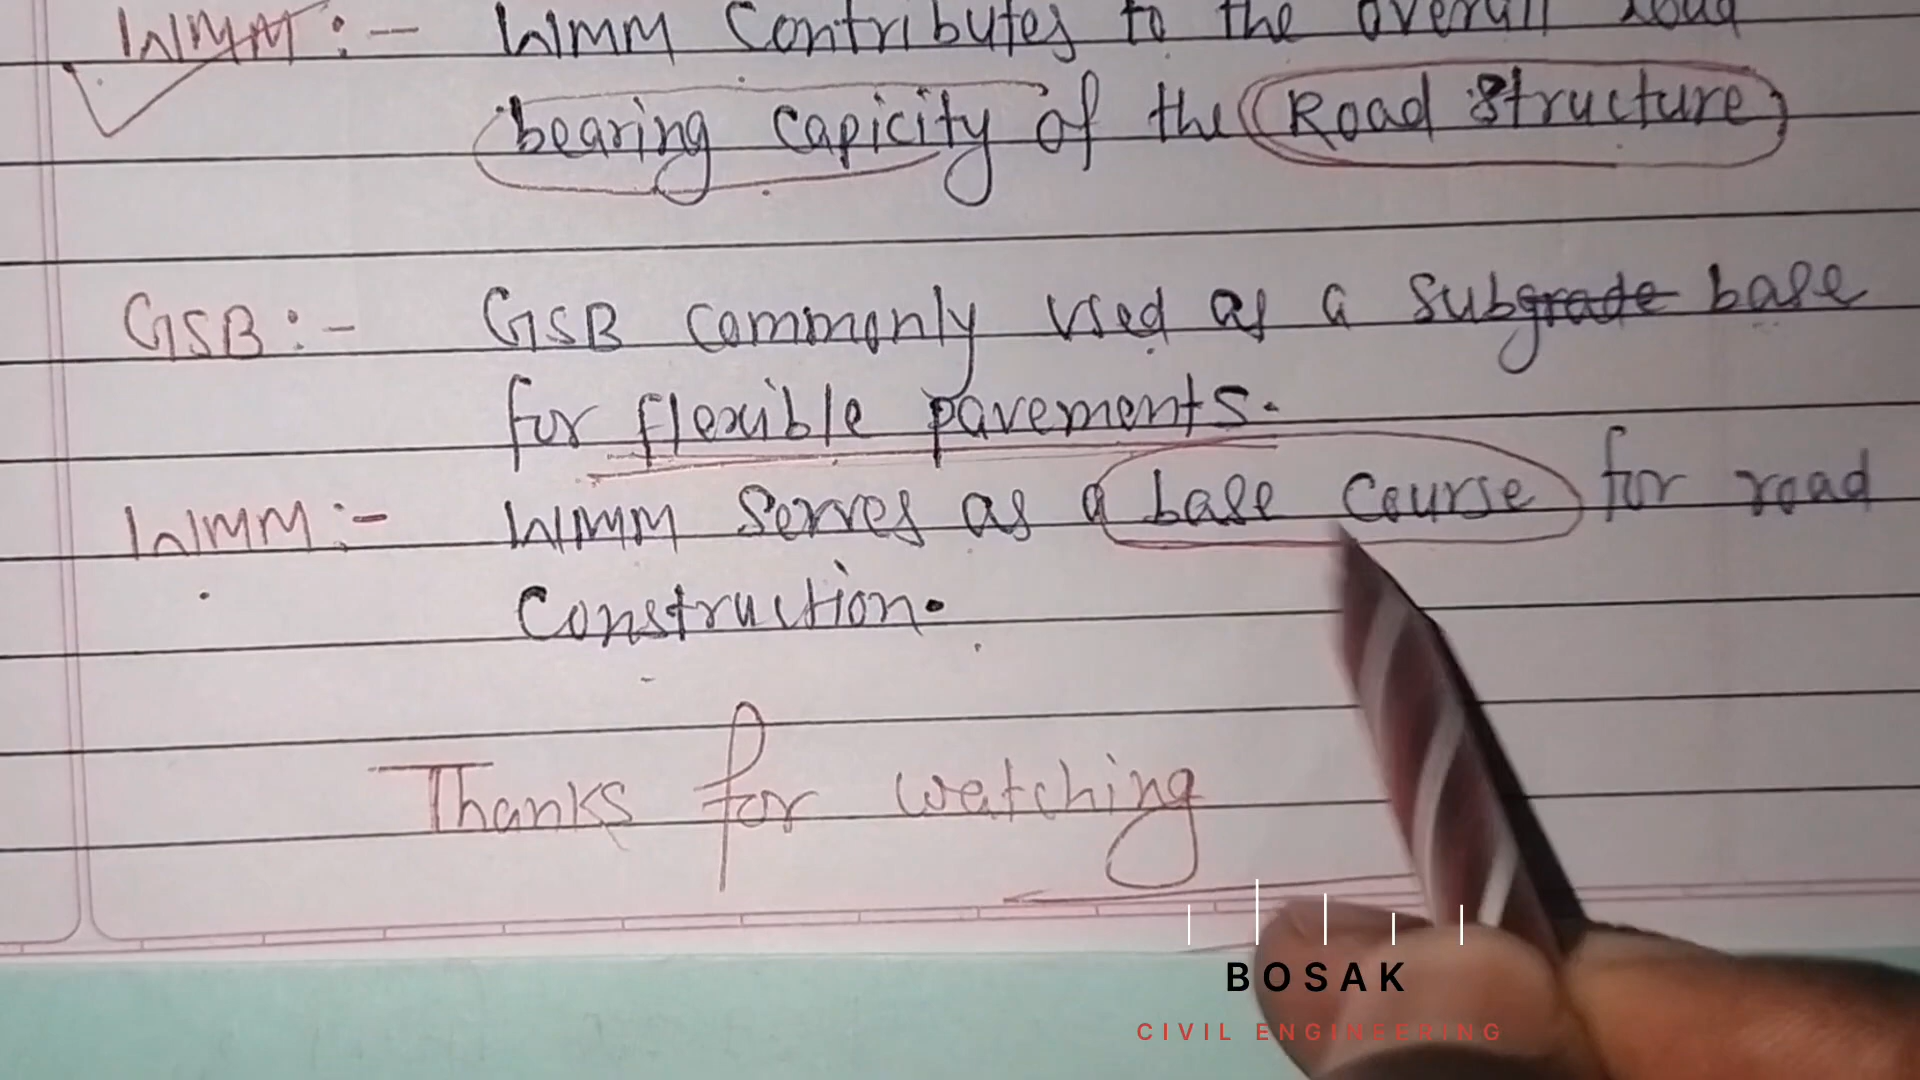 WMM:- WMM Contributes to the overall load
bearing capicity of the Road Structure
GSB:- GSB commonly used as a subgrade base
for flexible pavements.
WMM:- WMM Serves as a base Course for road
Construction.
Thanks for watching
BOSAK
CIVIL ENGINEERING